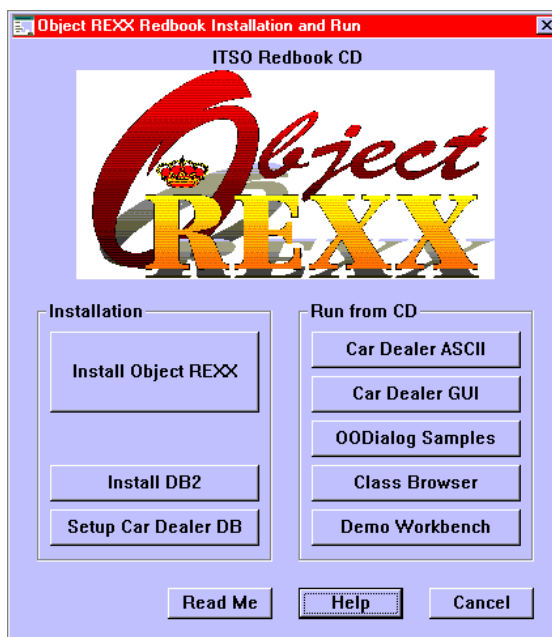 Object REXX Redbook Installation and Run
ITSO Redbook CD
Object
REXX
Installation
Install Object REXX
Install DB2
Setup Car Dealer DB
Run from CD
Car Dealer ASCII
Car Dealer GUI
OODialog Samples
Class Browser
Demo Workbench
Read Me
Help
Cancel